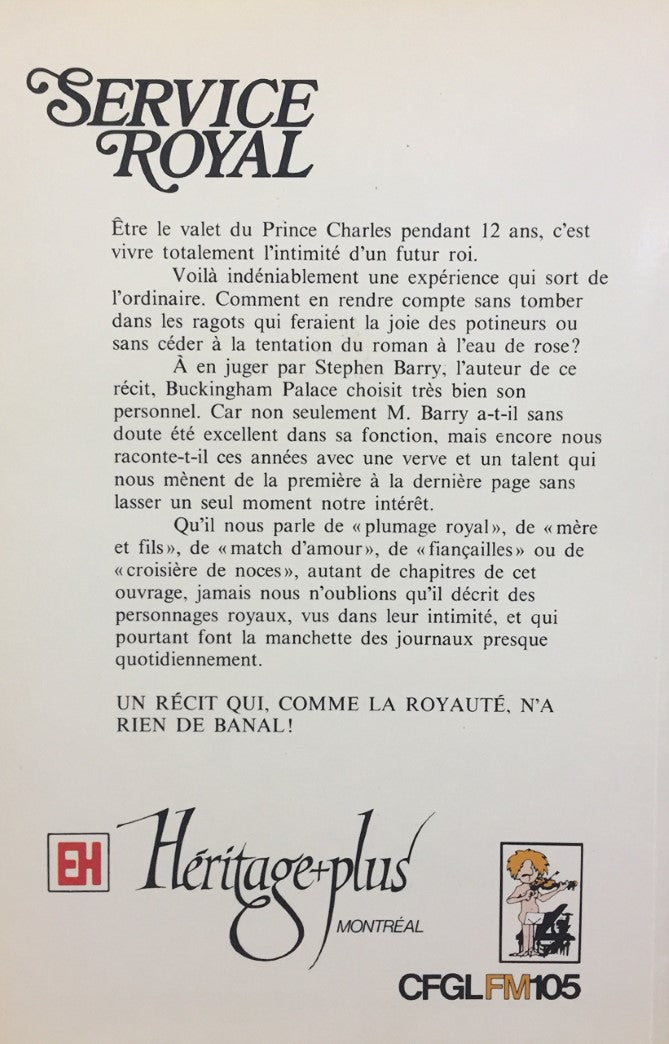 SERVICE
ROYAL
Être le valet du Prince Charles pendant 12 ans, c'est
vivre totalement l'intimité d'un futur roi.
Voilà indéniablement une expérience qui sort de
l'ordinaire. Comment en rendre compte sans tomber
dans les ragots qui feraient la joie des potineurs ou
sans céder à la tentation du roman à l'eau de rose?
À en juger par Stephen Barry, l'auteur de ce
récit, Buckingham Palace choisit très bien son
personnel. Car non seulement M. Barry a-t-il sans
doute été excellent dans sa fonction, mais encore nous
raconte-t-il ces années avec une verve et un talent qui
nous mènent de la première à la dernière page sans
lasser un seul moment notre intérêt.
Qu'il nous parle de «plumage royal», de «mère
et fils», de «match d'amour», de «fiançailles» ou de
«croisière de noces», autant de chapitres de cet
ouvrage, jamais nous n'oublions qu'il décrit des
personnages royaux, vus dans leur intimité, et qui
pourtant font la manchette des journaux presque
quotidiennement.
UN RÉCIT QUI, COMME LA ROYAUTÉ, N'A
RIEN DE BANAL!
EH
Héritage+plus
MONTRÉAL
CFGLFM105